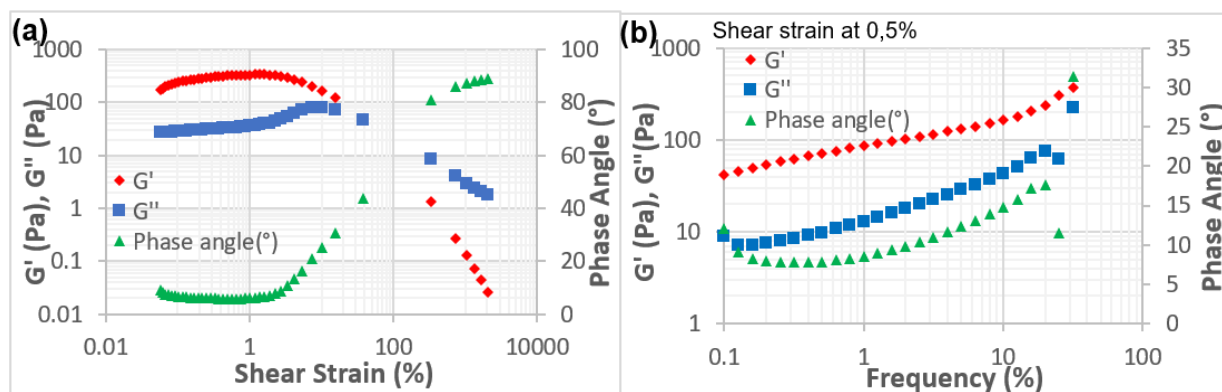 (a)
1000
100
10
1
0.1
0.01
G' (Pa), G" (Pa)
100
80
60
40
20
0
Phase Angle (°)
G'
G"
Phase angle(°)
0.01
1
100
10000
Shear Strain (%)
(b)
Shear strain at 0,5%
1000
100
10
1
G' (Pa), G" (Pa)
35
30
25
20
15
10
5
0
Phase Angle (°)
G'
G"
Phase angle(°)
0.1
1
10
100
Frequency (%)